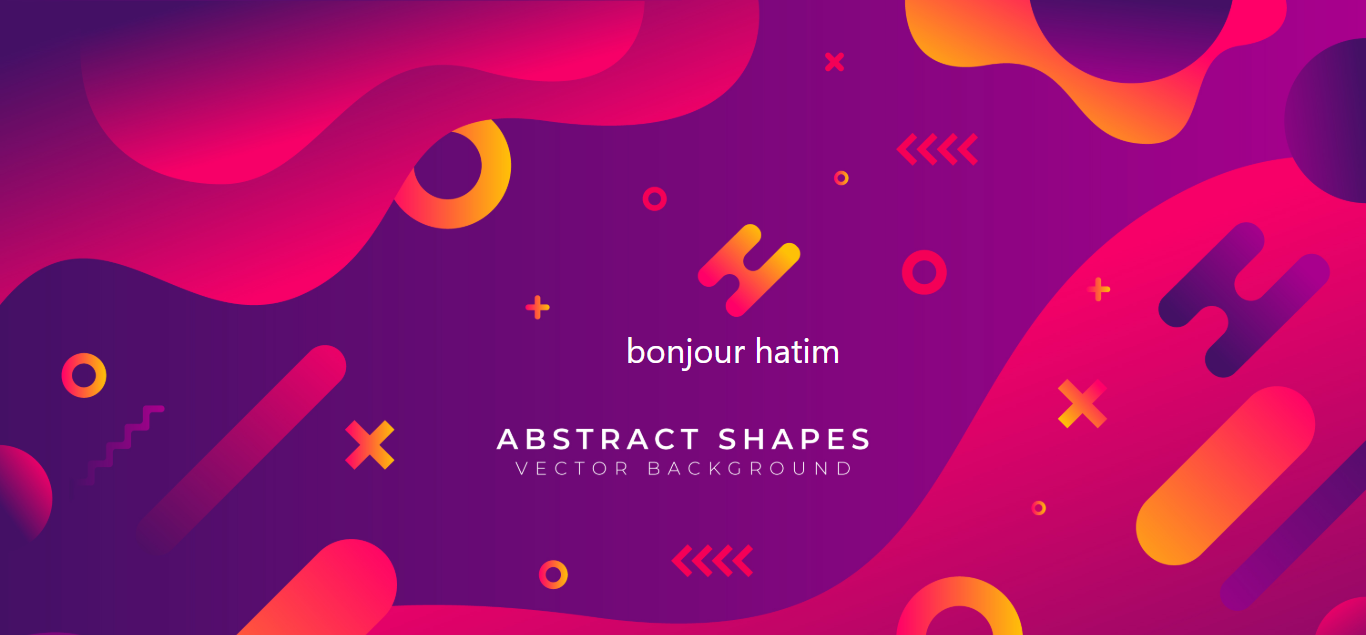 bonjour hatim
ABSTRACT SHAPES
VECTOR BACKGROUND